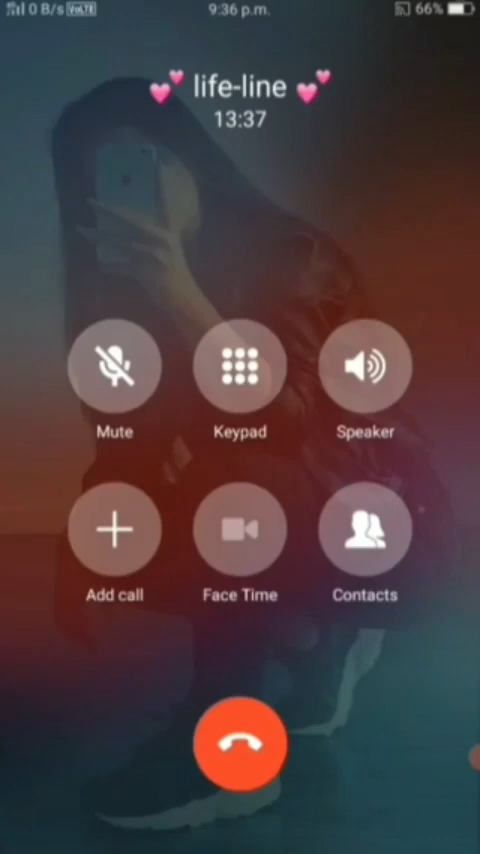 0 B/s VoLTE 9:36 p.m. 66%
💕 life-line 💕
13:37
Mute Keypad Speaker
Add call Face Time Contacts